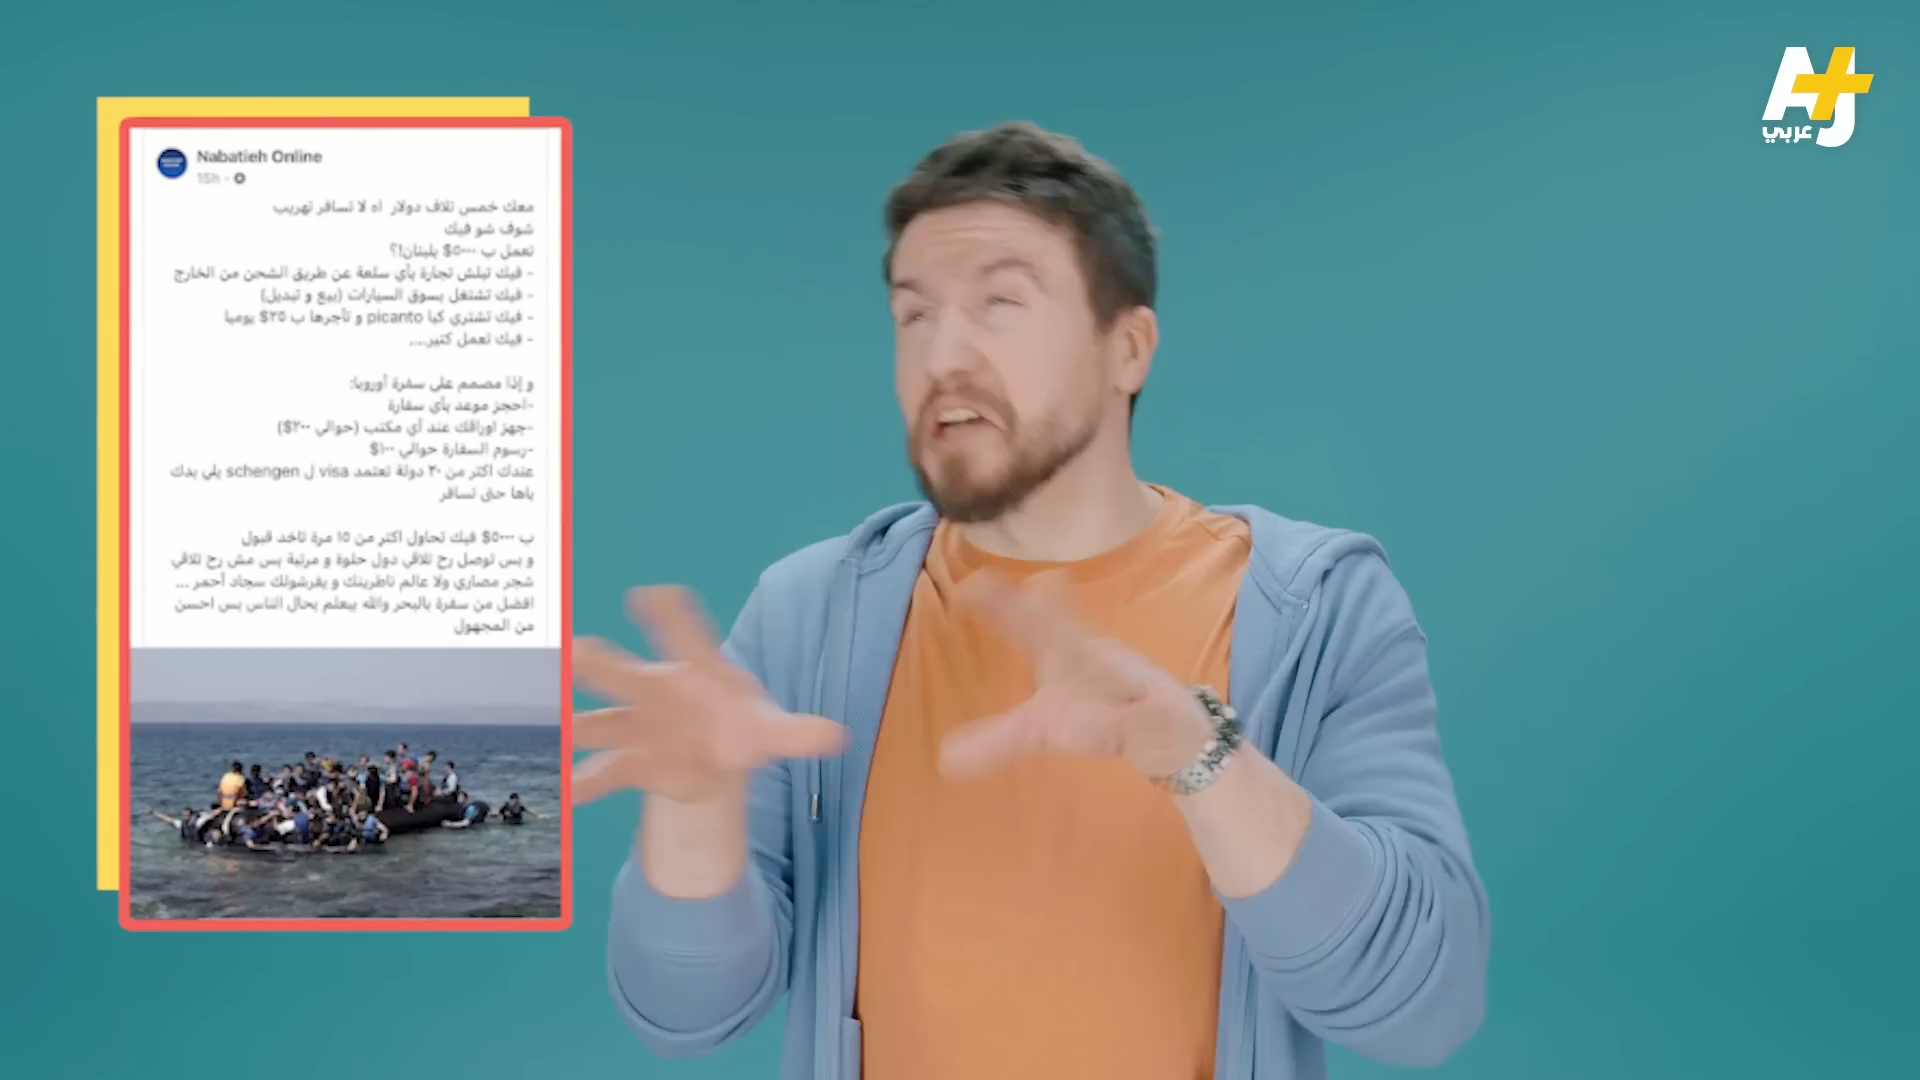 Nabatieh Online
15h
معك خمس تلاف دولار اه لا تسافر تهريب
شوف شو فيك
تعمل ب ٥٠٠٠$ بلبنان!؟
- فيك تبلش تجارة بأي سلعة عن طريق الشحن من الخارج
- فيك تشتغل بسوق السيارات (بيع و تبديل)
- فيك تشتري كيا picanto و تأجرها ب ٢٥$ يوميا
- فيك تعمل كتير....
و إذا مصمم على سفرة أوروبا:
-احجز موعد بأي سفارة
-جهز اوراقك عند أي مكتب (حوالي ٢٠٠$)
-رسوم السفارة حوالي ١٠٠$
عندك اكتر من ٢٠ دولة تعتمد visa ل schengen يلي بدك
ياها حتى تسافر
ب ٥٠٠٠$ فيك تحاول اكتر من ١٥ مرة تاخد قبول
و بس توصل رح تلاقي دول حلوة و مرتبة بس مش رح تلاقي
شجر مصاري ولا عالم ناطرينك و يفرشولك سجاد أحمر ...
افضل من سفرة بالبحر والله بيعلم بحال الناس بس احسن
من المجهول
AJ+
عربي